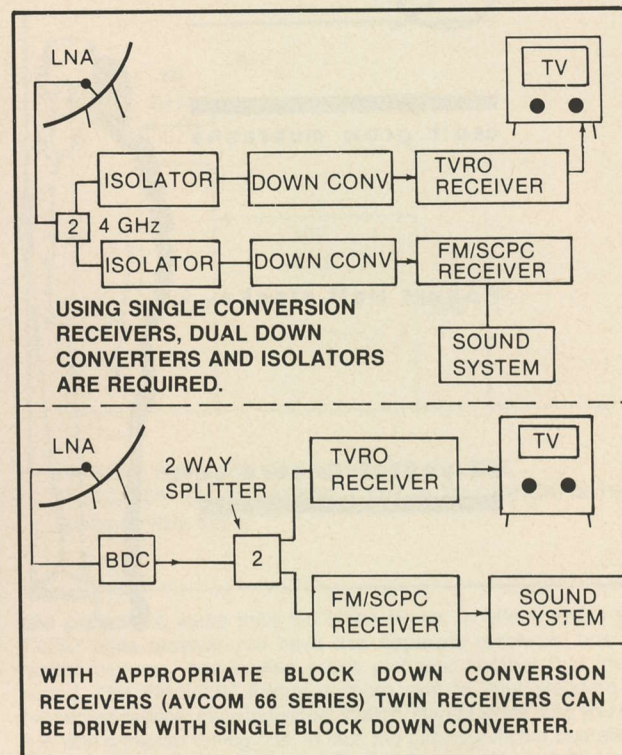 LNA
TV
ISOLATOR
DOWN CONV
TVRO
RECEIVER
2
4 GHz
ISOLATOR
DOWN CONV
FM/SCPC
RECEIVER
USING SINGLE CONVERSION
RECEIVERS, DUAL DOWN
CONVERTERS AND ISOLATORS
ARE REQUIRED.
SOUND
SYSTEM
LNA
2 WAY
SPLITTER
TVRO
RECEIVER
TV
BDC
2
FM/SCPC
RECEIVER
SOUND
SYSTEM
WITH APPROPRIATE BLOCK DOWN CONVERSION
RECEIVERS (AVCOM 66 SERIES) TWIN RECEIVERS CAN
BE DRIVEN WITH SINGLE BLOCK DOWN CONVERTER.